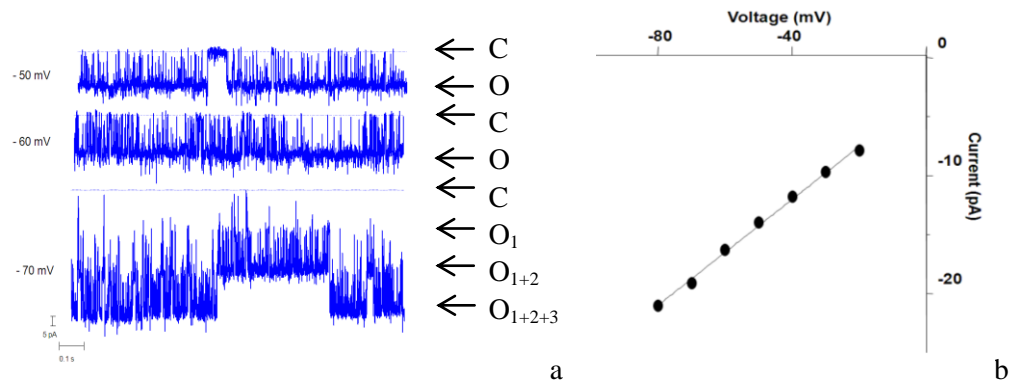 - 50 mV
- 60 mV
- 70 mV
5 pA
0.1 s
C
O
C
O
C
O1
O1+2
O1+2+3
a
Voltage (mV)
-80
-40
0
-10
-20
Current (pA)
b